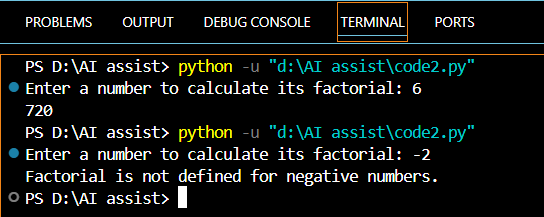 PROBLEMS OUTPUT DEBUG CONSOLE TERMINAL PORTS
PS D:\AI assist> python -u "d:\AI assist\code2.py"
Enter a number to calculate its factorial: 6
720
PS D:\AI assist> python -u "d:\AI assist\code2.py"
Enter a number to calculate its factorial: -2
Factorial is not defined for negative numbers.
PS D:\AI assist>